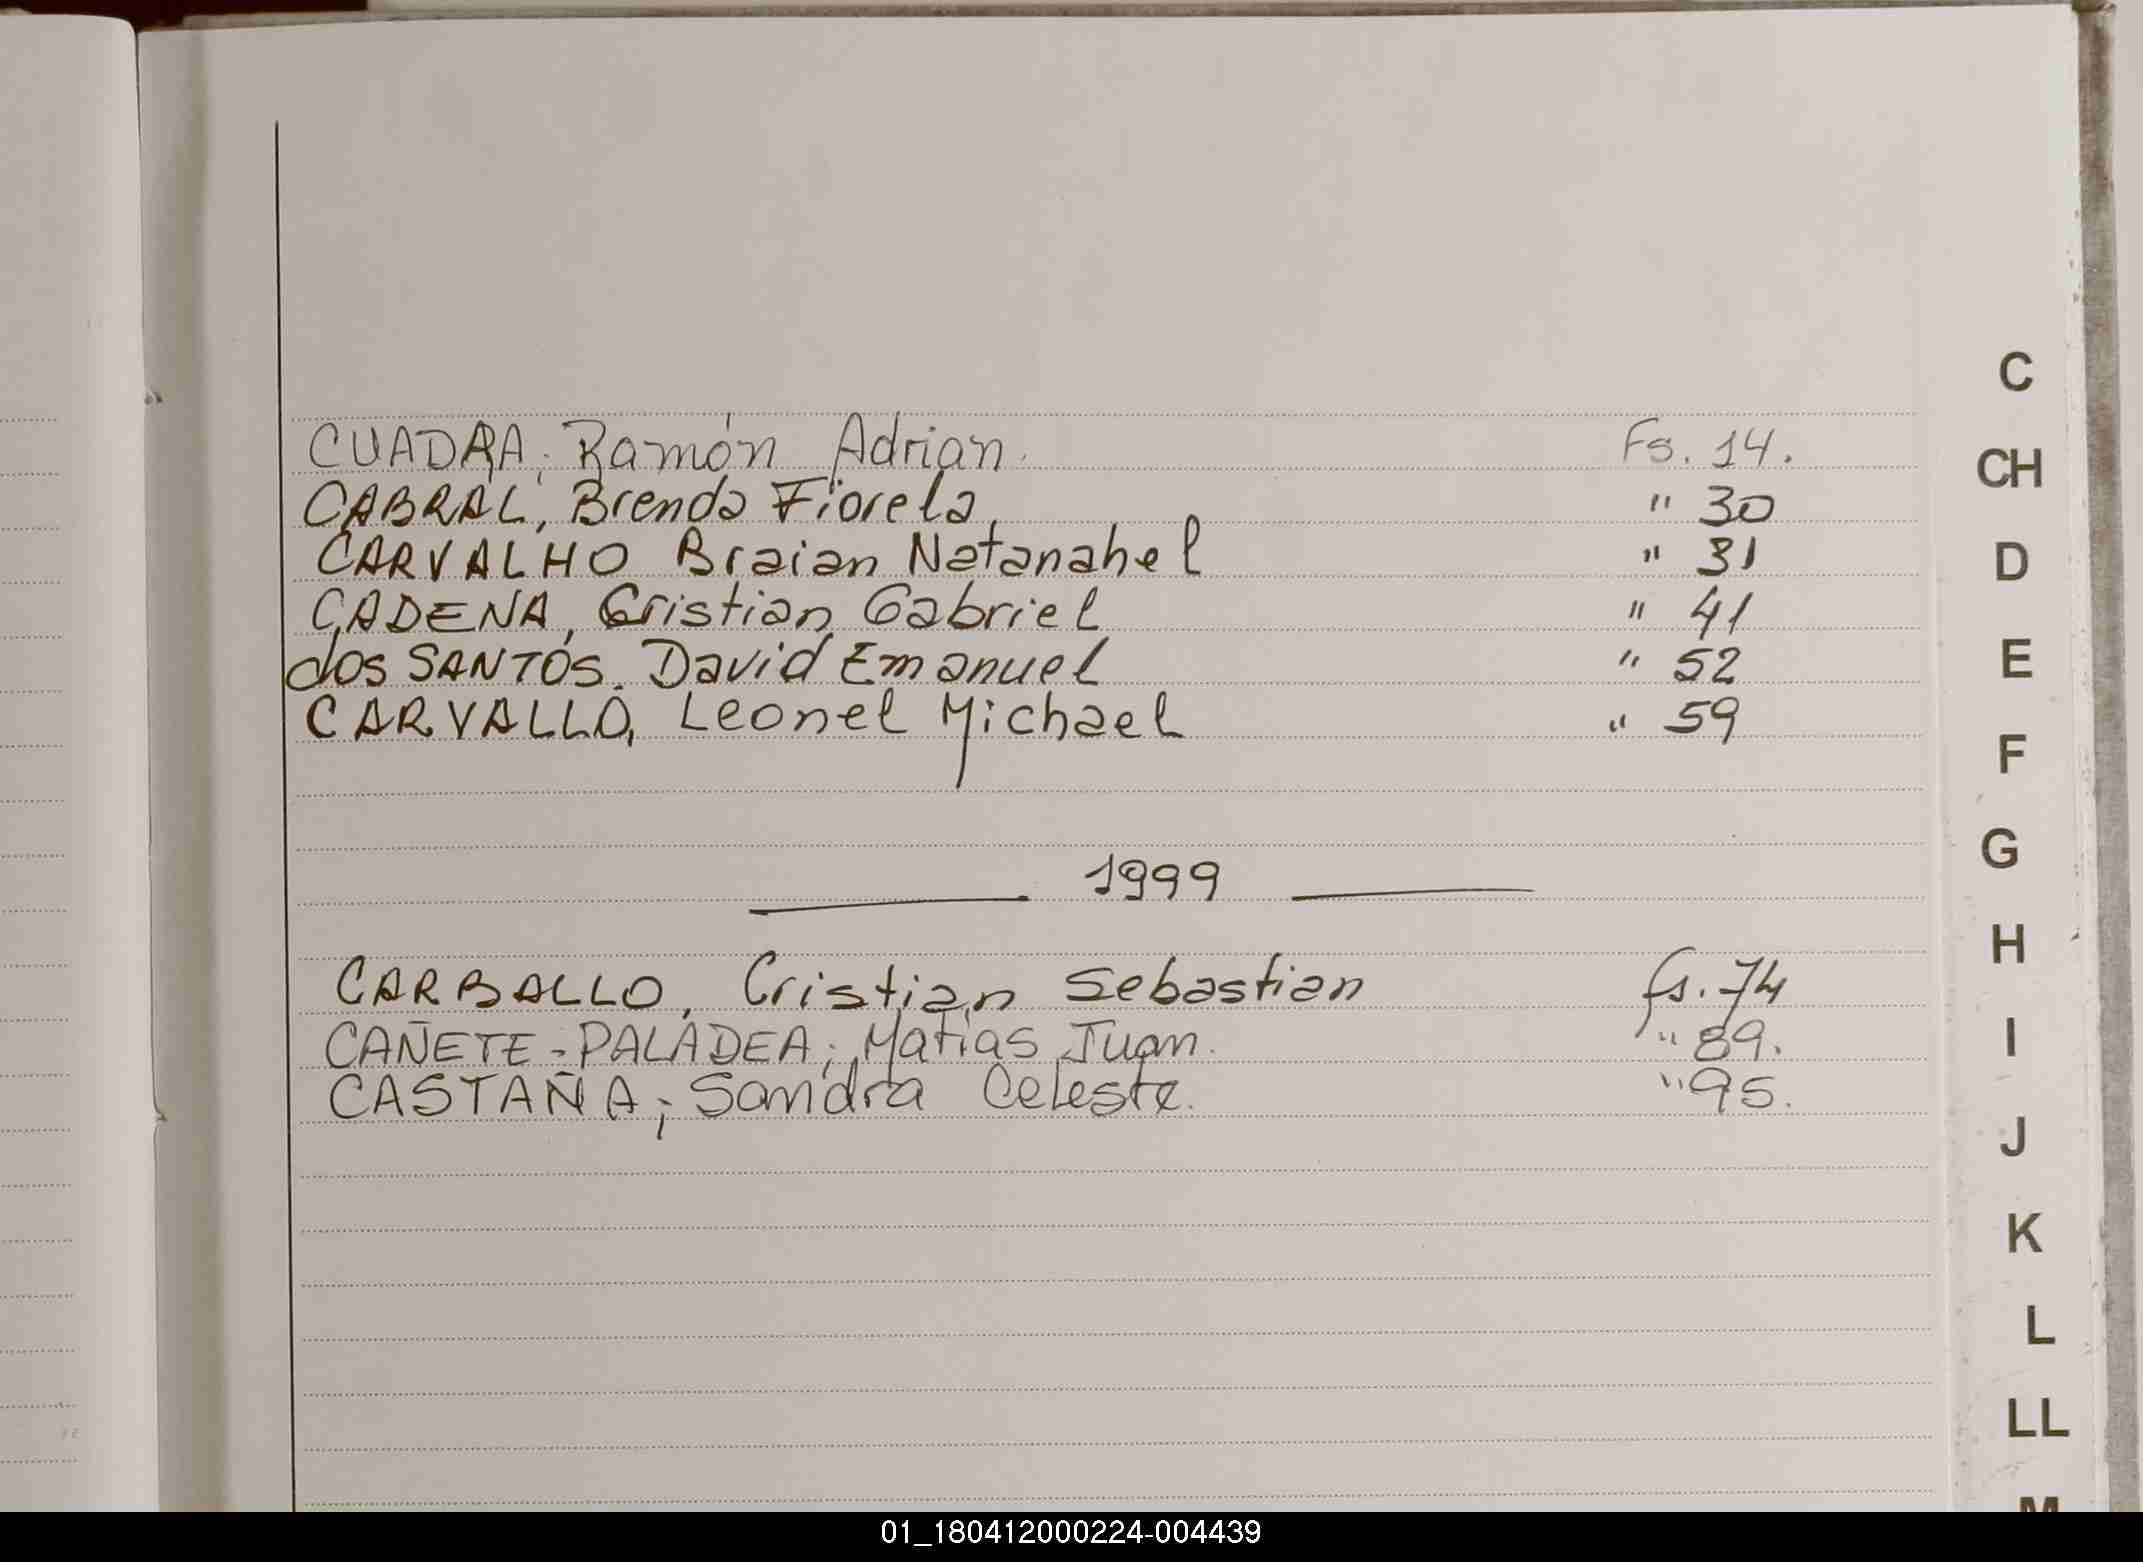 CUADRA; Ramón Adrian. Fs. 14.
CABRAL, Brenda Fiorela, " 30
CARVALHO Braian Natanahel " 31
CADENA, Cristian Gabriel " 41
dos SANTOS. David Emanuel " 52
CARVALLO, Leonel Michael " 59
1999
CARBALLO, Cristian Sebastian fs. 74
CAÑETE-PALADEA; Matías Juan. " 89.
CASTAÑA; Sandra Celeste. " 95.
C
CH
D
E
F
G
H
I
J
K
L
LL
M
01_180412000224-004439